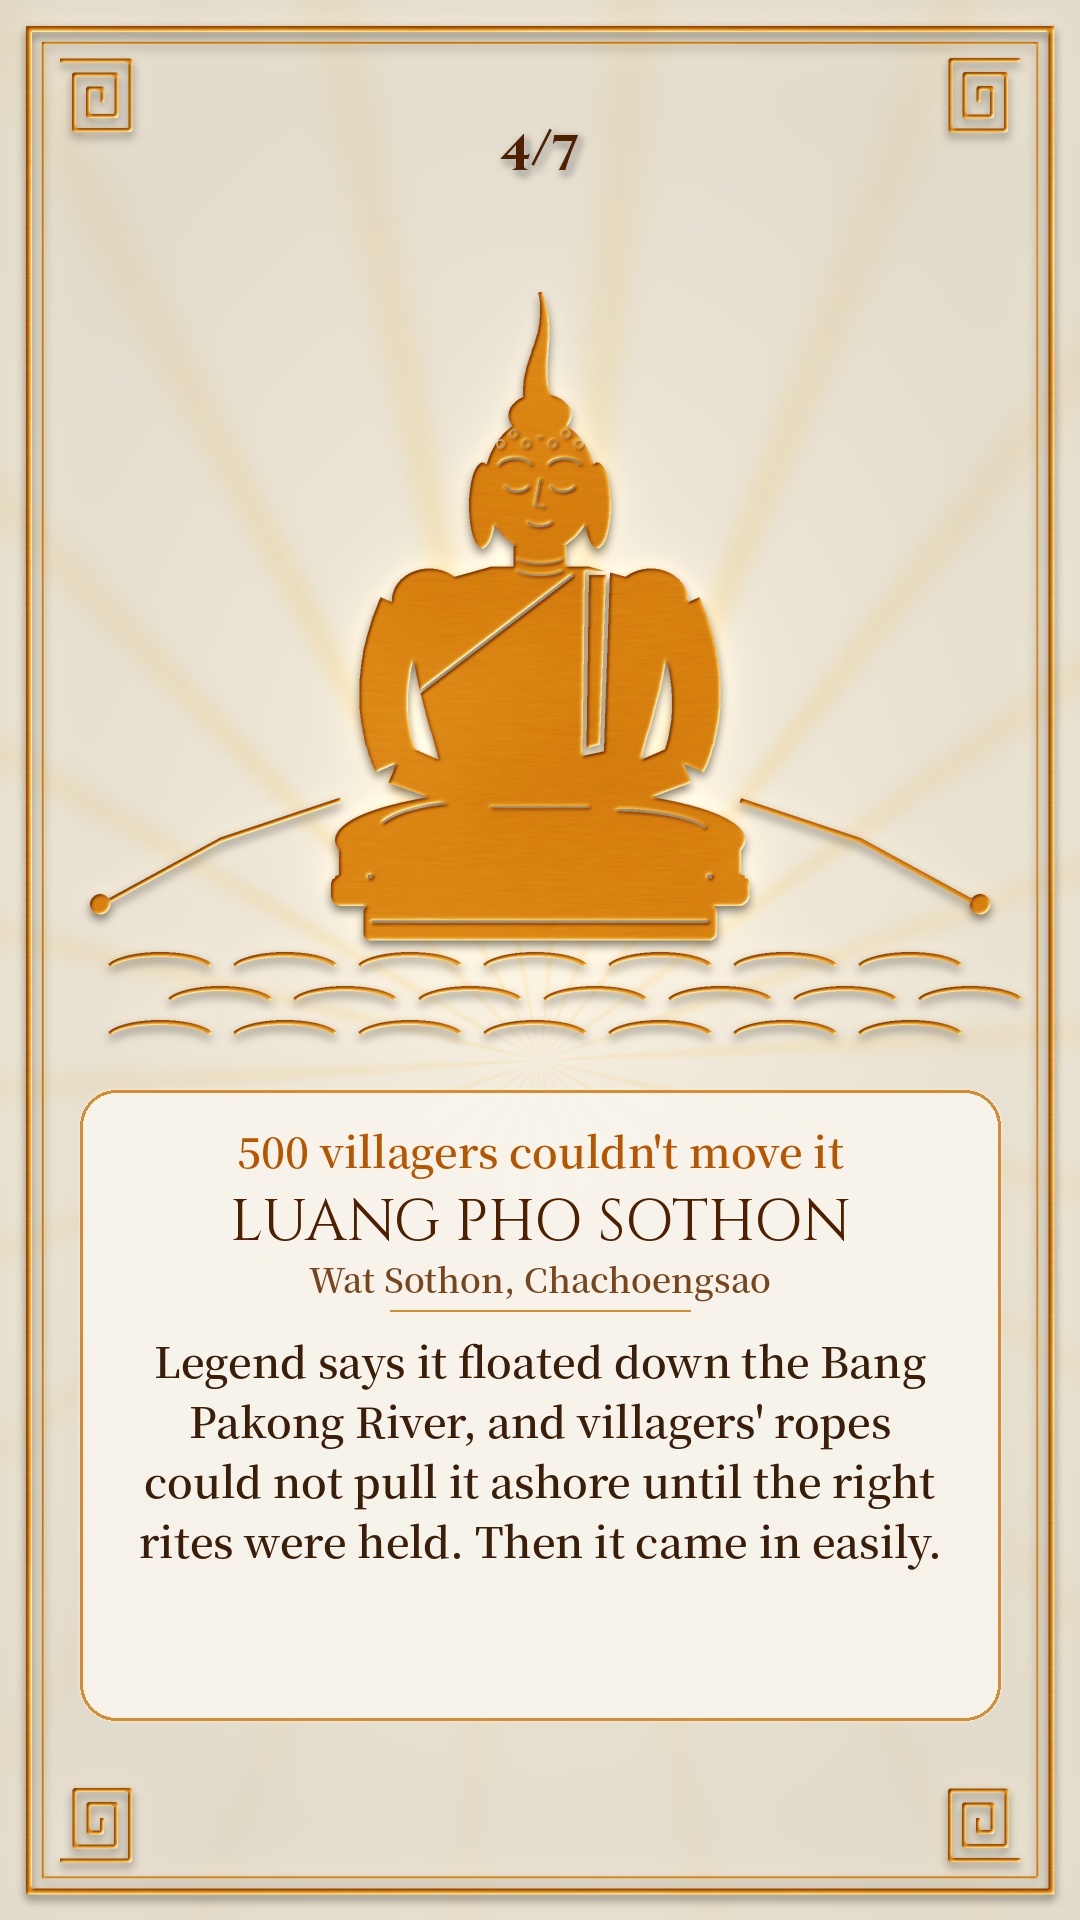 4/7
500 villagers couldn't move it
LUANG PHO SOTHON
Wat Sothon, Chachoengsao
Legend says it floated down the Bang
Pakong River, and villagers' ropes
could not pull it ashore until the right
rites were held. Then it came in easily.